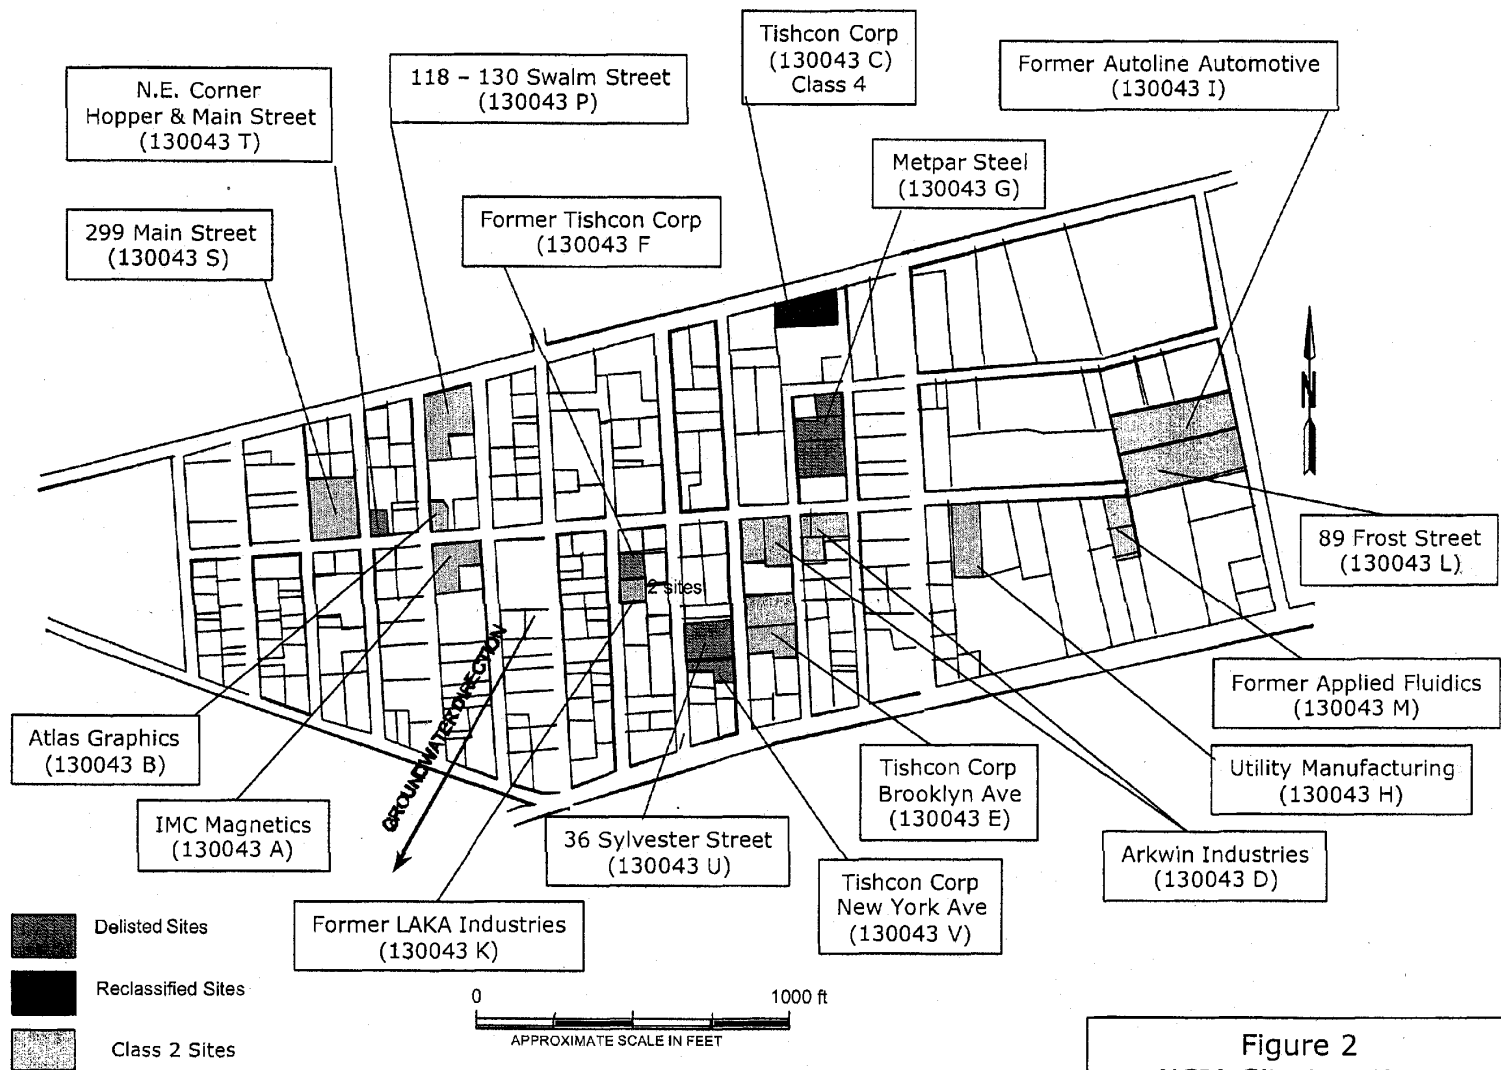 Tishcon Corp
(130043 C)
Class 4
Former Autoline Automotive
(130043 I)
118 – 130 Swalm Street
(130043 P)
N.E. Corner
Hopper & Main Street
(130043 T)
Metpar Steel
(130043 G)
Former Tishcon Corp
(130043 F
299 Main Street
(130043 S)
N
89 Frost Street
(130043 L)
2 sites
GROUNDWATER DIRECTION
Former Applied Fluidics
(130043 M)
Atlas Graphics
(130043 B)
Utility Manufacturing
(130043 H)
Tishcon Corp
Brooklyn Ave
(130043 E)
IMC Magnetics
(130043 A)
36 Sylvester Street
(130043 U)
Arkwin Industries
(130043 D)
Tishcon Corp
New York Ave
(130043 V)
Former LAKA Industries
(130043 K)
Delisted Sites
Reclassified Sites
Class 2 Sites
0 1000 ft
APPROXIMATE SCALE IN FEET
Figure 2